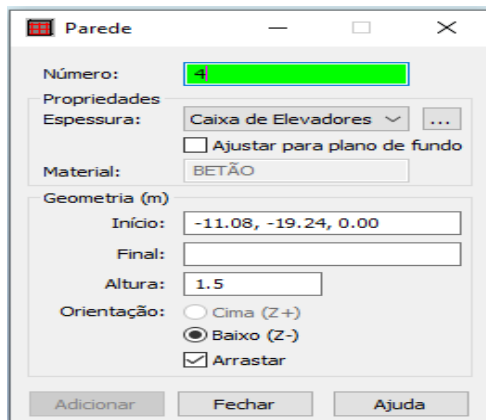 Parede
Número: 4
Propriedades
Espessura: Caixa de Elevadores ...
Ajustar para plano de fundo
Material: BETÃO
Geometria (m)
Início: -11.08, -19.24, 0.00
Final:
Altura: 1.5
Orientação: Cima (Z+)
Baixo (Z-)
Arrastar
Adicionar Fechar Ajuda